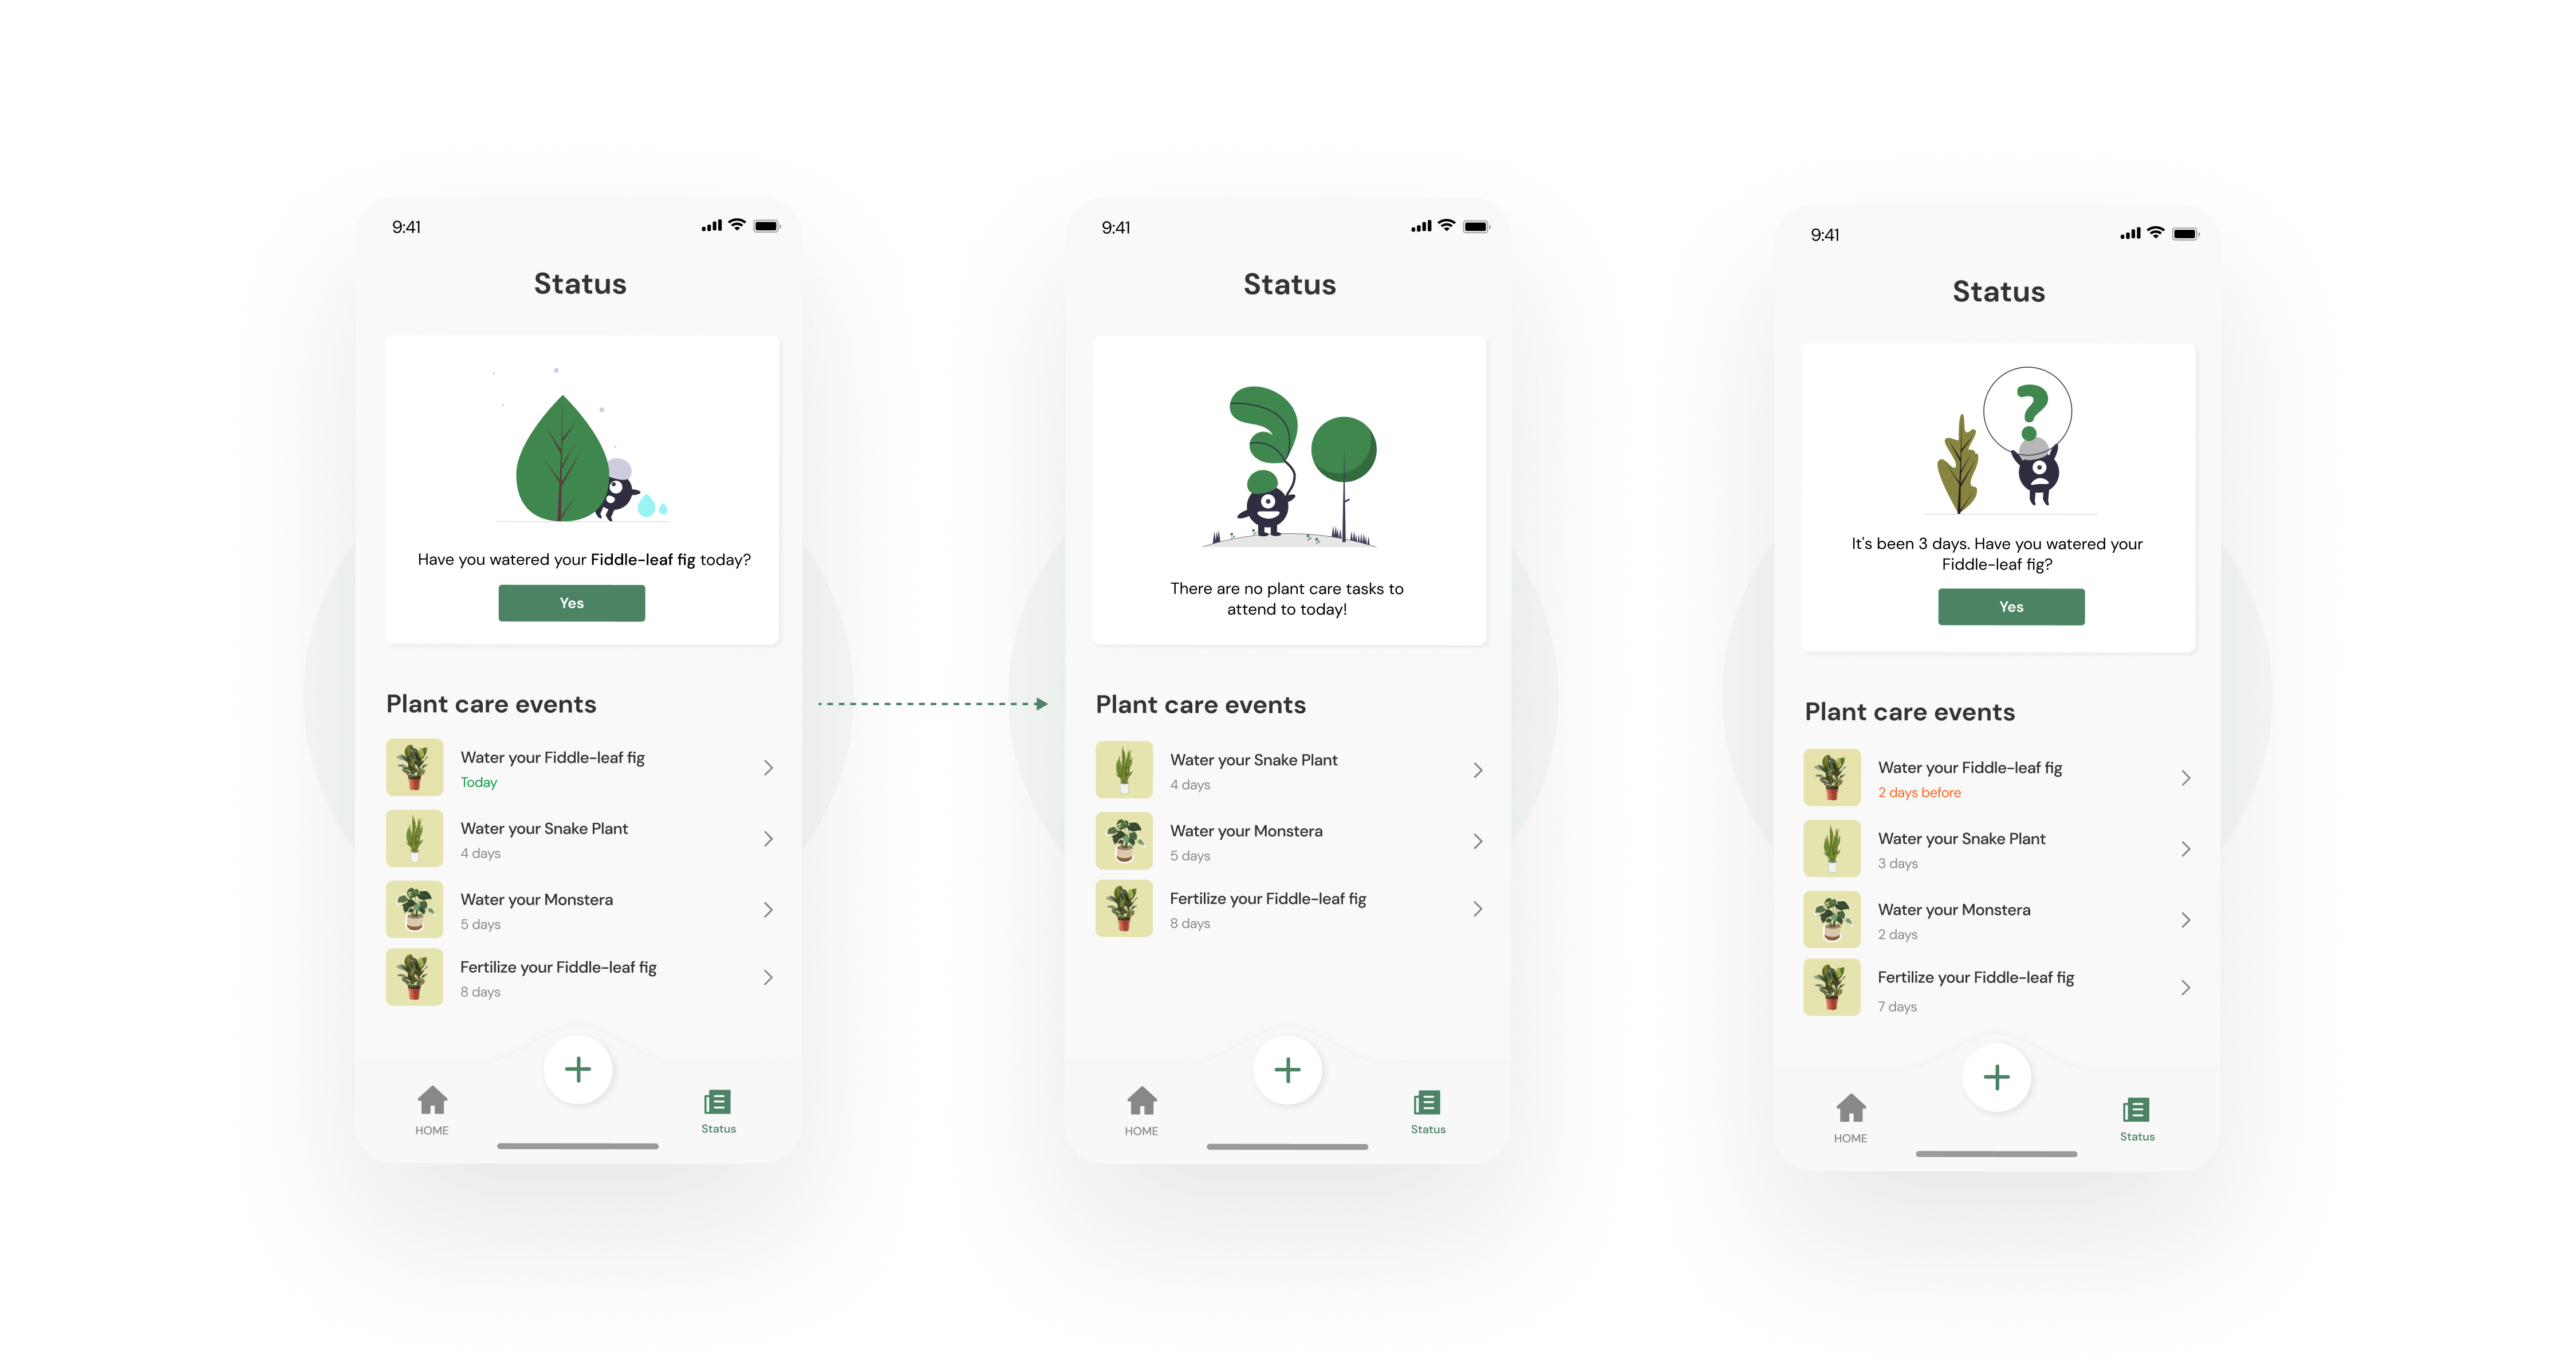 9:41
Status
Have you watered your Fiddle-leaf fig today?
Yes
Plant care events
Water your Fiddle-leaf fig
Today
Water your Snake Plant
4 days
Water your Monstera
5 days
Fertilize your Fiddle-leaf fig
8 days
HOME
Status
9:41
Status
There are no plant care tasks to
attend to today!
Plant care events
Water your Snake Plant
4 days
Water your Monstera
5 days
Fertilize your Fiddle-leaf fig
8 days
HOME
Status
9:41
Status
?
It's been 3 days. Have you watered your
Fiddle-leaf fig?
Yes
Plant care events
Water your Fiddle-leaf fig
2 days before
Water your Snake Plant
3 days
Water your Monstera
2 days
Fertilize your Fiddle-leaf fig
7 days
HOME
Status